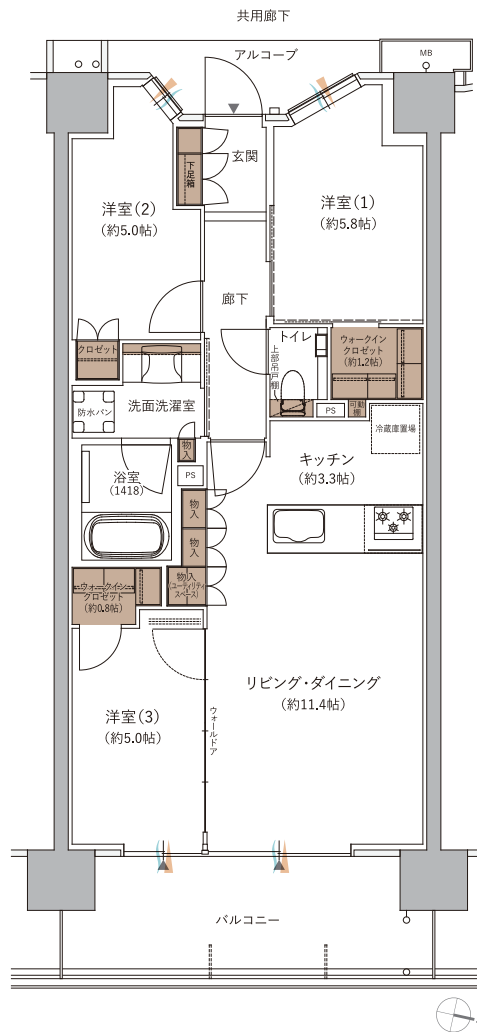 共用廊下
アルコーブ
MB
玄関
下足箱
洋室(2)
(約5.0帖)
洋室(1)
(約5.8帖)
廊下
トイレ
上部吊戸棚
ウォークイン
クロゼット
(約1.2帖)
クロゼット
PS
可動
棚
冷蔵庫置場
防水パン
洗面洗濯室
物
入
PS
浴室
(1418)
キッチン
(約3.3帖)
物
入
物
入
物入
(ユーティリティ
スペース)
ウォークイン
クロゼット
(約0.8帖)
リビング・ダイニング
(約11.4帖)
洋室(3)
(約5.0帖)
ウォールドア
バルコニー